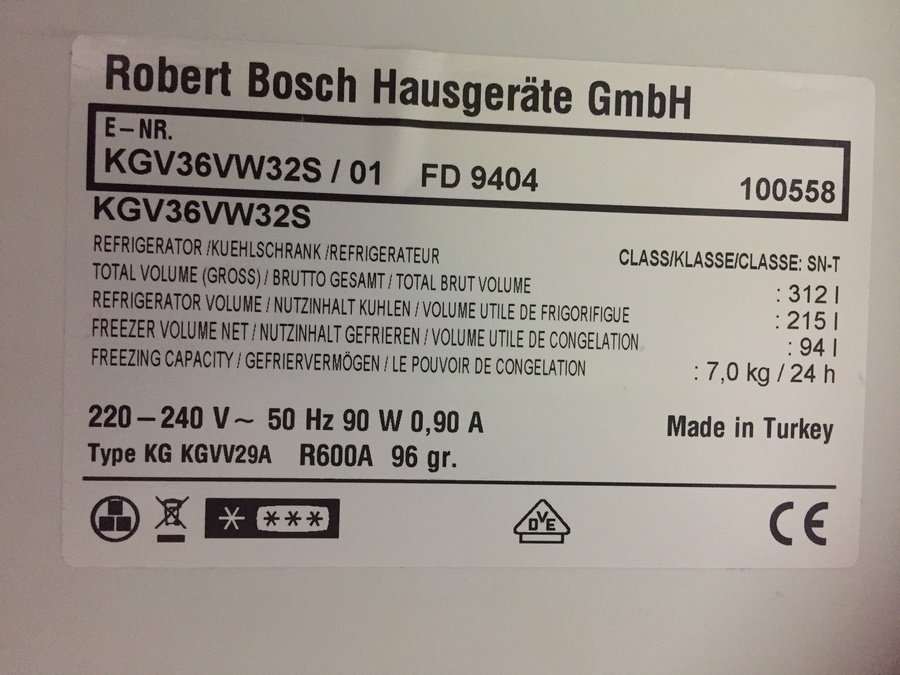 Robert Bosch Hausgeräte GmbH
E-NR.
KGV36VW32S / 01 FD 9404 100558
KGV36VW32S
REFRIGERATOR /KUEHLSCHRANK /REFRIGERATEUR CLASS/KLASSE/CLASSE: SN-T
TOTAL VOLUME (GROSS) / BRUTTO GESAMT / TOTAL BRUT VOLUME : 312 l
REFRIGERATOR VOLUME / NUTZINHALT KUHLEN / VOLUME UTILE DE FRIGORIFIGUE : 215 l
FREEZER VOLUME NET / NUTZINHALT GEFRIEREN / VOLUME UTILE DE CONGELATION : 94 l
FREEZING CAPACITY / GEFRIERVERMÖGEN / LE POUVOIR DE CONGELATION : 7,0 kg / 24 h
220 – 240 V ~ 50 Hz 90 W 0,90 A Made in Turkey
Type KG KGVV29A R600A 96 gr.
DVE CE